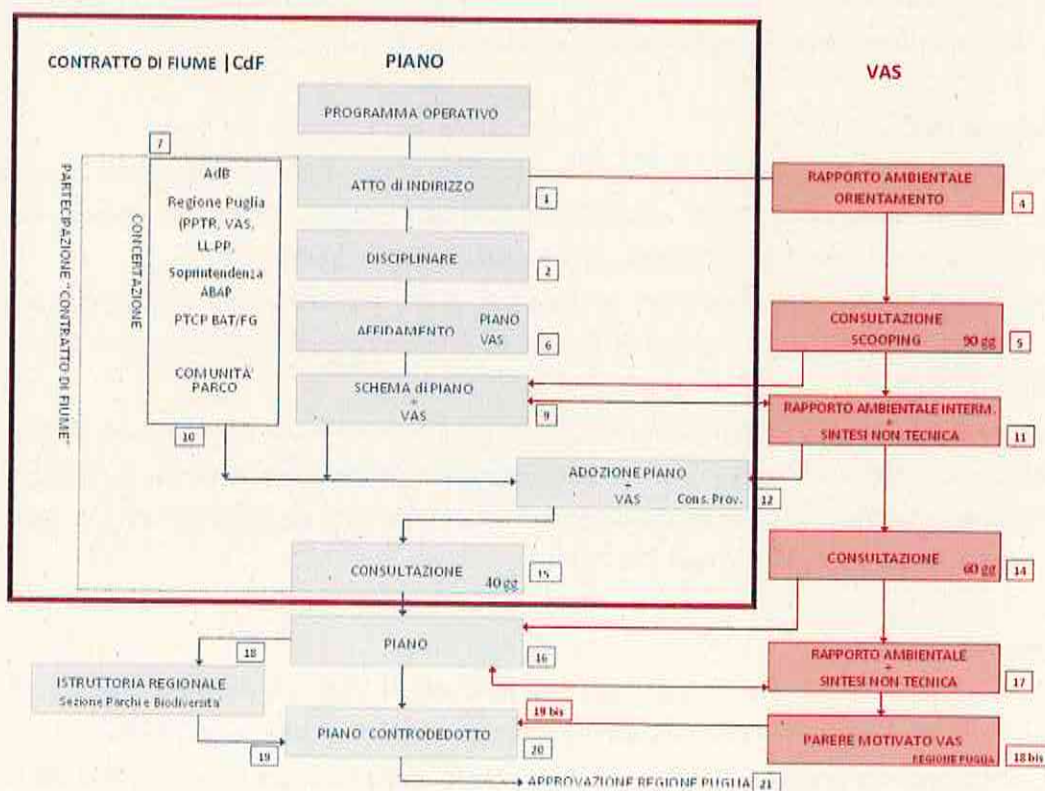 CONTRATTO DI FIUME | CdF
PIANO
VAS
PROGRAMMA OPERATIVO
PARTECIPAZIONE "CONTRATTO DI FIUME"
CONCERTAZIONE
7
AdB
Regione Puglia
(PPTR, VAS,
LL.PP,
Soprintendenza
ABAP
PTCP BAT/FG
COMUNITA'
PARCO
10
ATTO di INDIRIZZO
1
DISCIPLINARE
2
AFFIDAMENTO
PIANO
VAS
6
SCHEMA di PIANO
+
VAS
9
RAPPORTO AMBIENTALE
ORIENTAMENTO
4
CONSULTAZIONE
SCOOPING
90 gg
5
RAPPORTO AMBIENTALE INTERM.
+
SINTESI NON TECNICA
11
ADOZIONE PIANO
+
VAS
Cons. Prov.
12
CONSULTAZIONE
40 gg
15
CONSULTAZIONE
60 gg
14
PIANO
16
18
ISTRUTTORIA REGIONALE
Sezione Parchi e Biodiversita'
19
RAPPORTO AMBIENTALE
+
SINTESI NON TECNICA
17
19 bis
PIANO CONTRODEDOTTO
20
PARERE MOTIVATO VAS
REGIONE PUGLIA
18 bis
APPROVAZIONE REGIONE PUGLIA
21